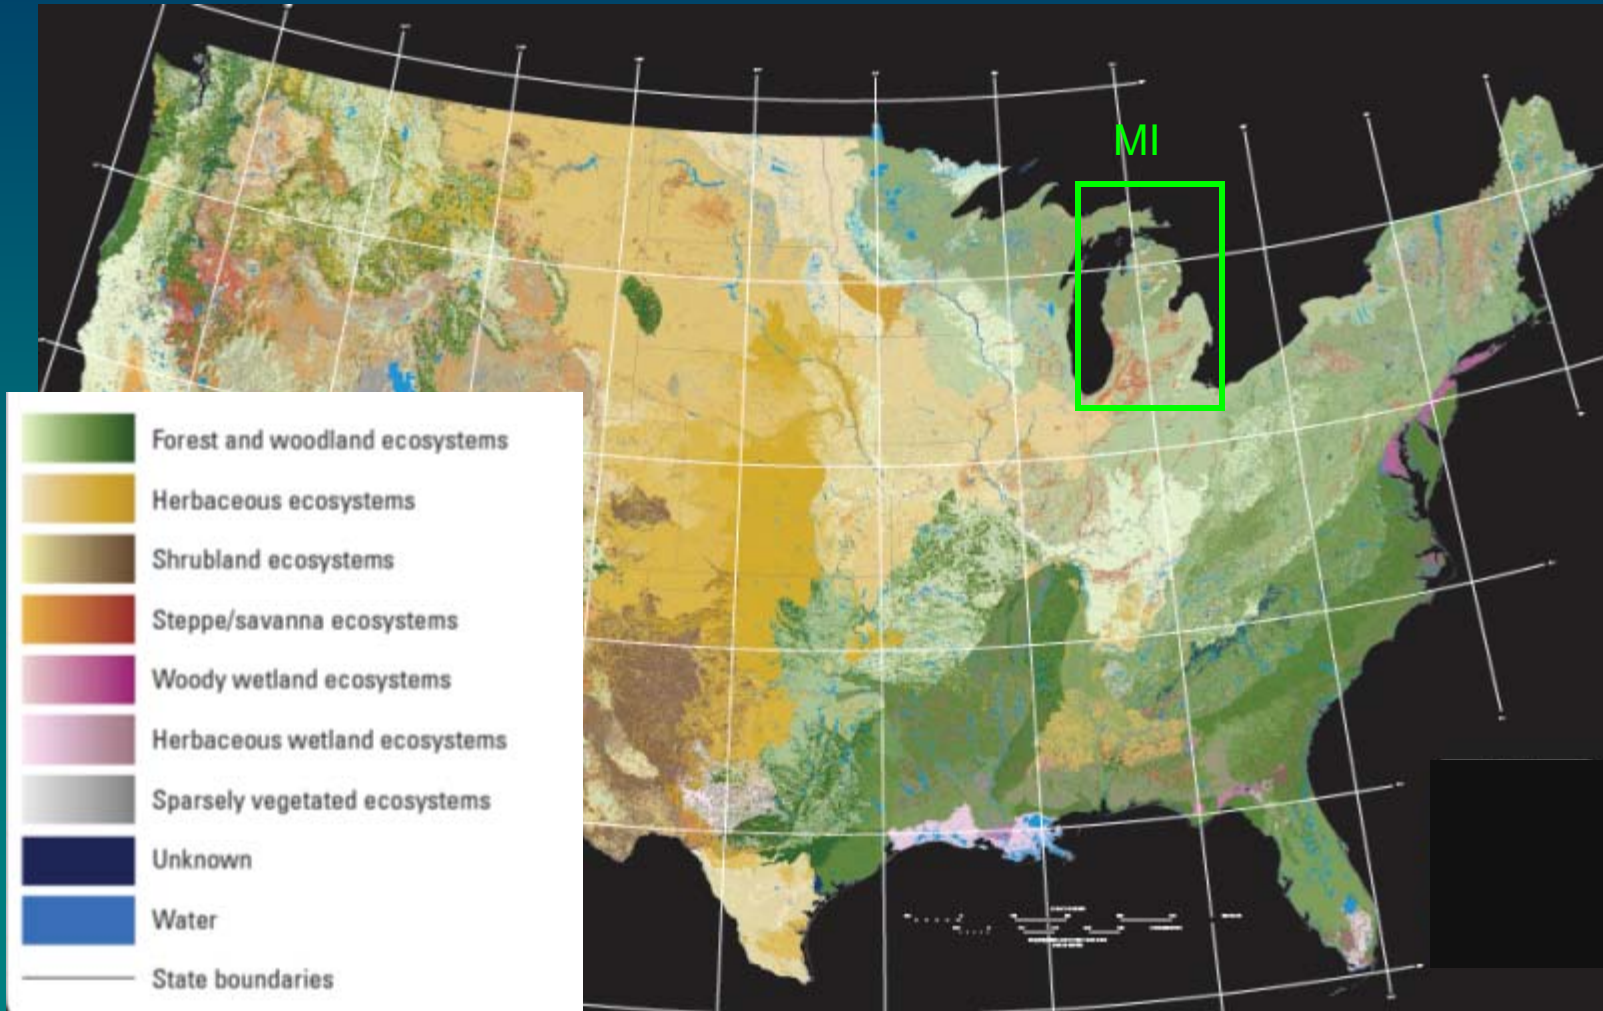 MI
Forest and woodland ecosystems
Herbaceous ecosystems
Shrubland ecosystems
Steppe/savanna ecosystems
Woody wetland ecosystems
Herbaceous wetland ecosystems
Sparsely vegetated ecosystems
Unknown
Water
State boundaries